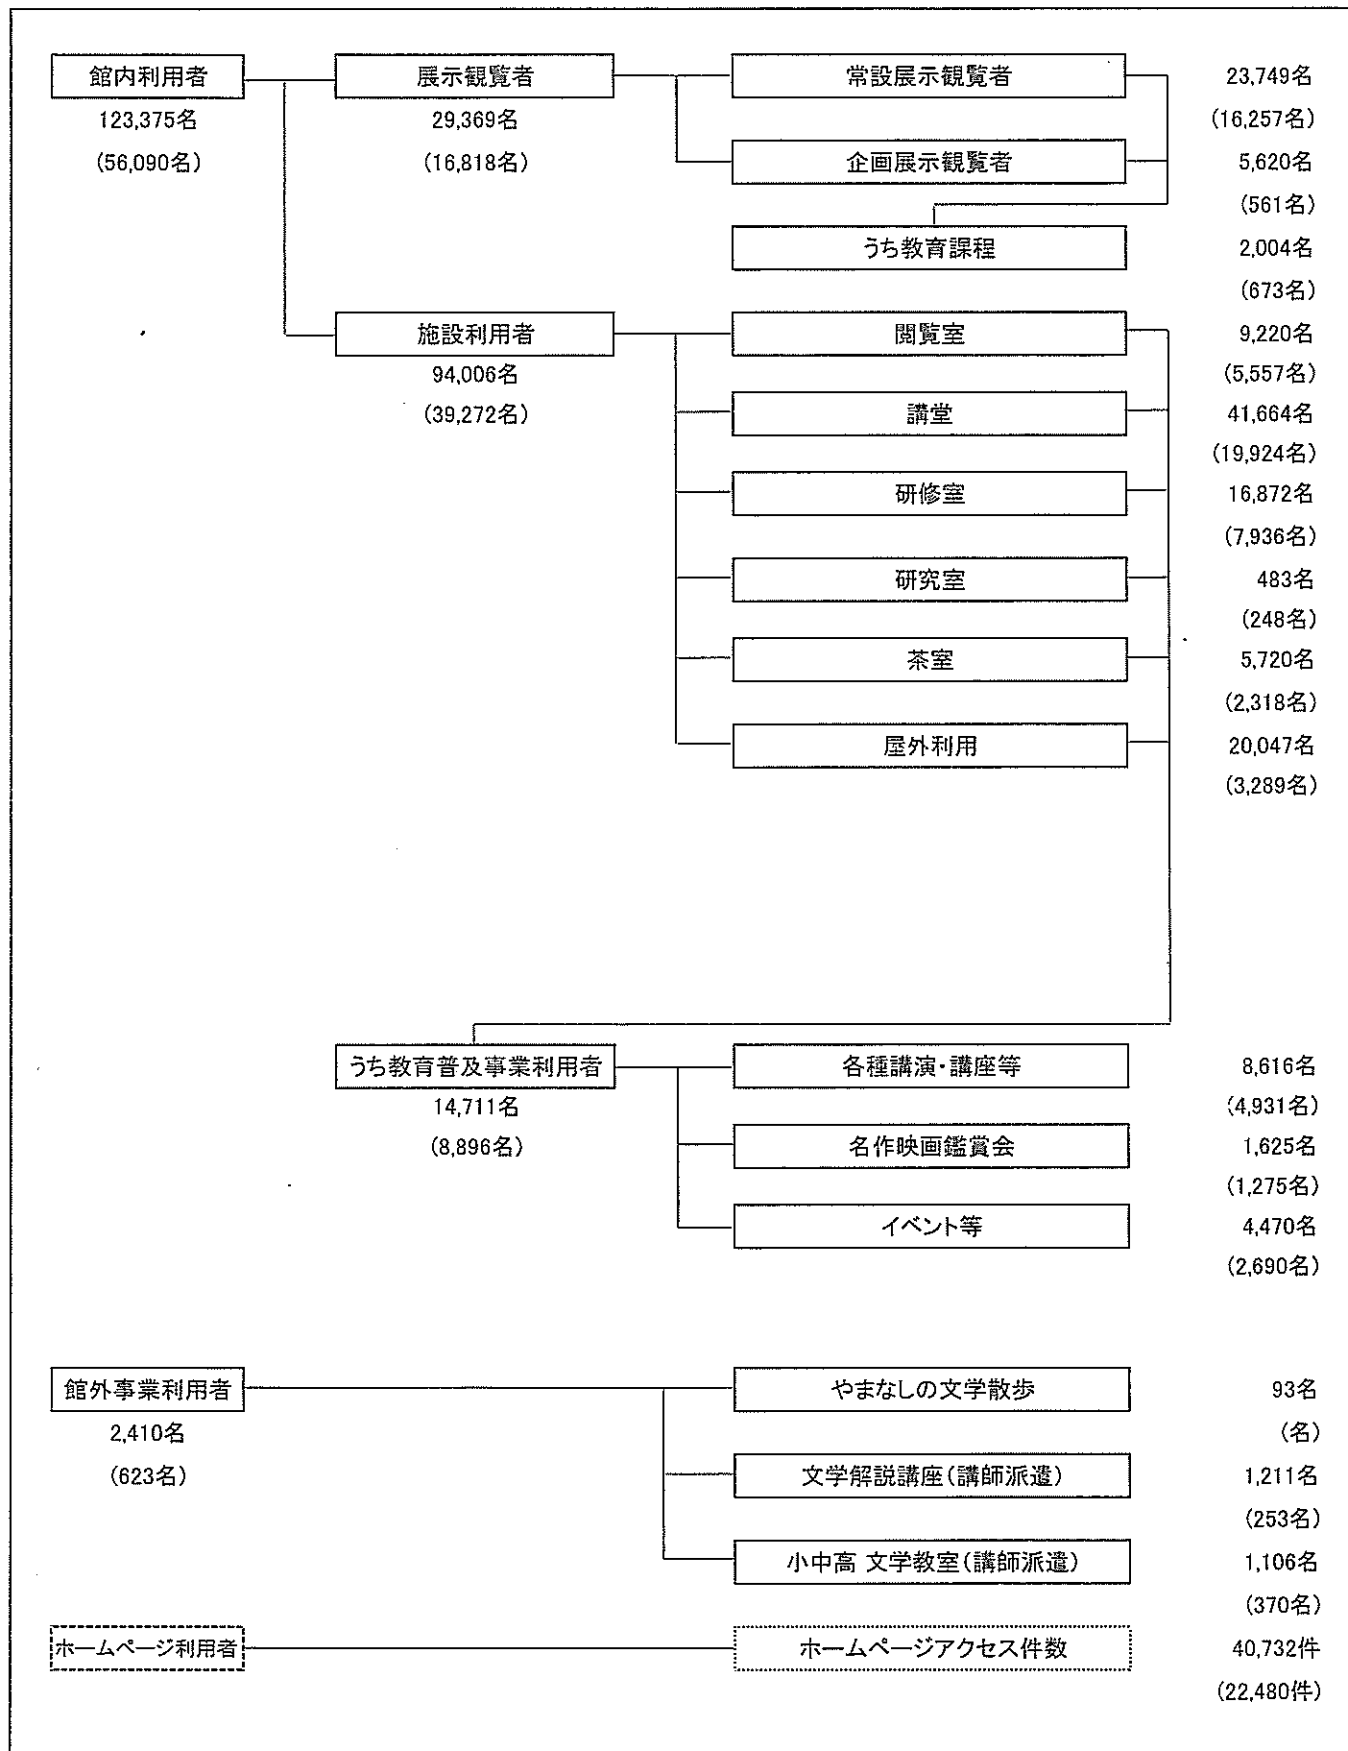 館内利用者 展示観覧者 常設展示観覧者 23,749名
123,375名 29,369名 (16,257名)
(56,090名) (16,818名) 企画展示観覧者 5,620名
(561名)
うち教育課程 2,004名
(673名)
施設利用者 閲覧室 9,220名
94,006名 (5,557名)
(39,272名) 講堂 41,664名
(19,924名)
研修室 16,872名
(7,936名)
研究室 483名
(248名)
茶室 5,720名
(2,318名)
屋外利用 20,047名
(3,289名)
うち教育普及事業利用者 各種講演・講座等 8,616名
14,711名 (4,931名)
(8,896名) 名作映画鑑賞会 1,625名
(1,275名)
イベント等 4,470名
(2,690名)
館外事業利用者 やまなしの文学散歩 93名
2,410名 (名)
(623名) 文学解説講座(講師派遣) 1,211名
(253名)
小中高 文学教室(講師派遣) 1,106名
(370名)
ホームページ利用者 ホームページアクセス件数 40,732件
(22,480件)